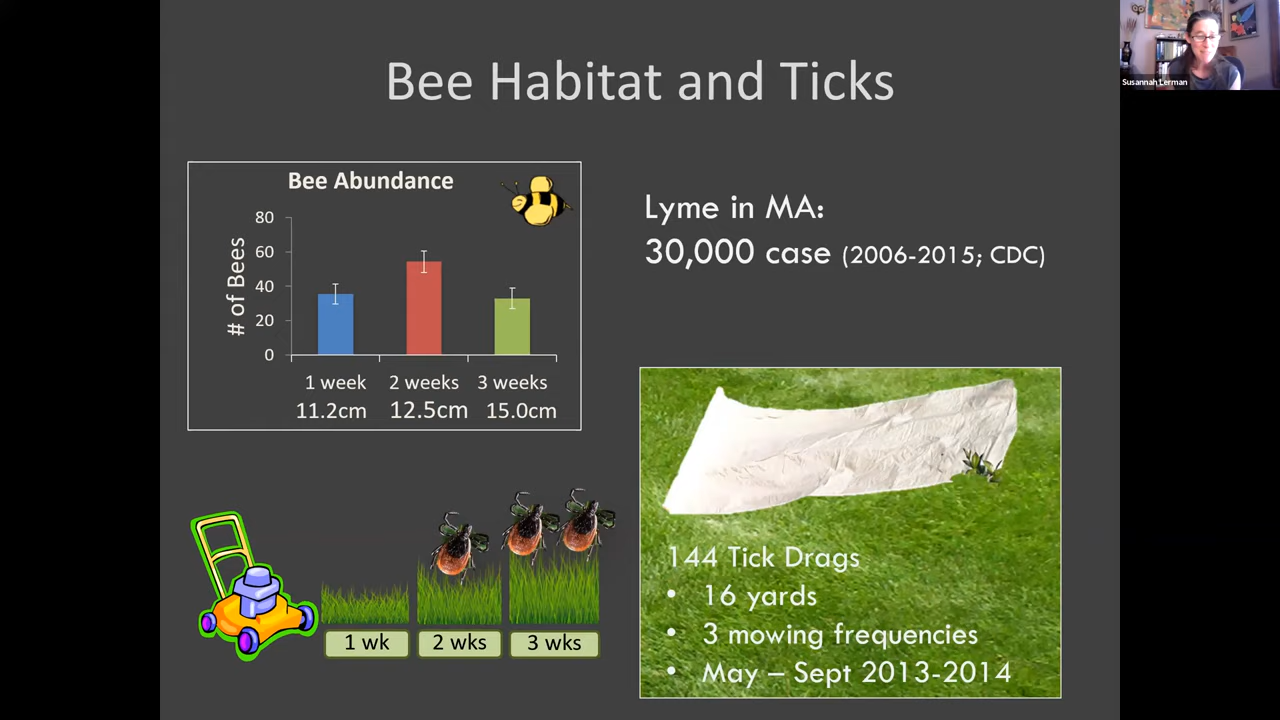 Bee Habitat and Ticks
Susannah Lerman
Bee Abundance
# of Bees
80
60
40
20
0
1 week 2 weeks 3 weeks
11.2cm 12.5cm 15.0cm
Lyme in MA:
30,000 case (2006-2015; CDC)
1 wk 2 wks 3 wks
144 Tick Drags
• 16 yards
• 3 mowing frequencies
• May – Sept 2013-2014